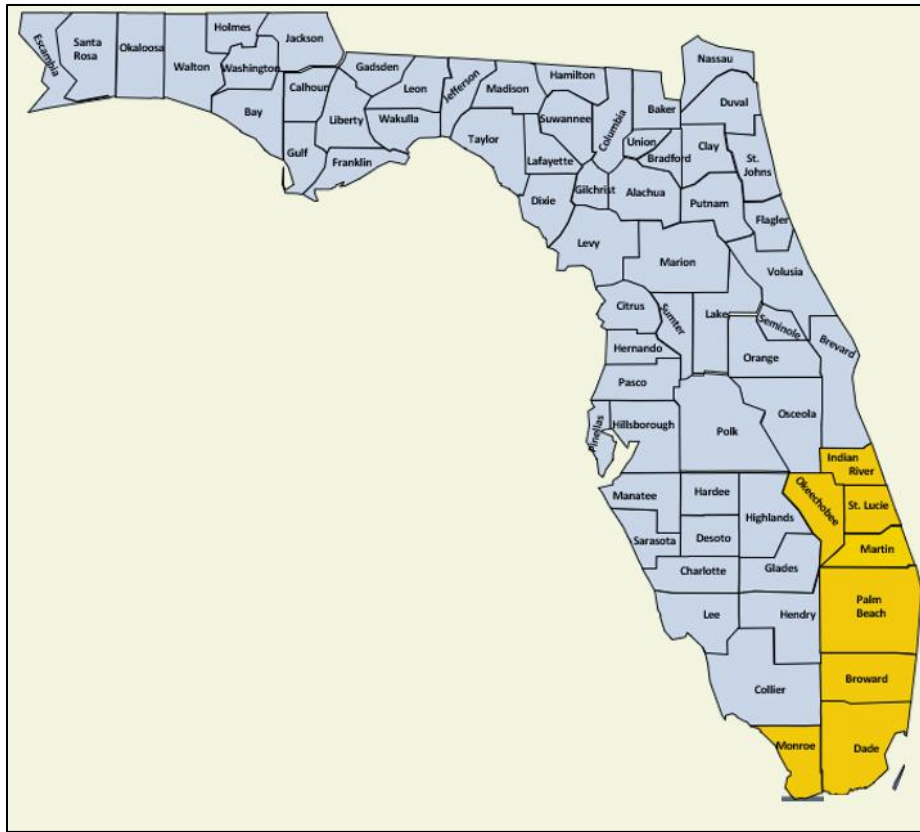 Escambia
Santa
Rosa
Okaloosa
Walton
Holmes
Washington
Jackson
Bay
Calhoun
Gulf
Liberty
Gadsden
Franklin
Leon
Wakulla
Jefferson
Madison
Taylor
Hamilton
Suwannee
Lafayette
Dixie
Columbia
Gilchrist
Levy
Baker
Union
Bradford
Alachua
Nassau
Duval
Clay
St.
Johns
Putnam
Flagler
Marion
Volusia
Citrus
Sumter
Lake
Seminole
Hernando
Orange
Brevard
Pasco
Osceola
Pinellas
Hillsborough
Polk
Indian
River
Manatee
Hardee
Highlands
Okeechobee
St. Lucie
Sarasota
Desoto
Martin
Charlotte
Glades
Lee
Hendry
Palm
Beach
Collier
Broward
Monroe
Dade